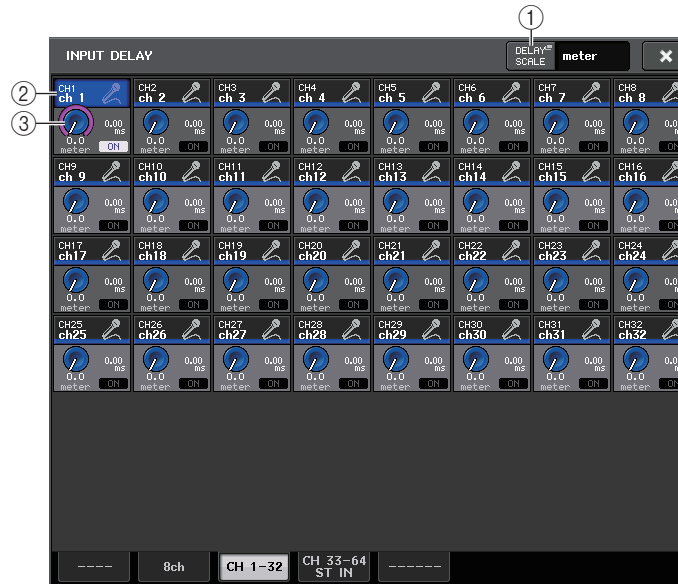 ①
INPUT DELAY
DELAY SCALE
meter
×
②
③
CH1 CH2 CH3 CH4 CH5 CH6 CH7 CH8
ch 1 ch 2 ch 3 ch 4 ch 5 ch 6 ch 7 ch 8
0.00 0.00 0.00 0.00 0.00 0.00 0.00 0.00
ms ms ms ms ms ms ms ms
0.0 0.0 0.0 0.0 0.0 0.0 0.0 0.0
meter ON meter ON meter ON meter ON meter ON meter ON meter ON meter ON
CH9 CH10 CH11 CH12 CH13 CH14 CH15 CH16
ch 9 ch10 ch11 ch12 ch13 ch14 ch15 ch16
0.00 0.00 0.00 0.00 0.00 0.00 0.00 0.00
ms ms ms ms ms ms ms ms
0.0 0.0 0.0 0.0 0.0 0.0 0.0 0.0
meter ON meter ON meter ON meter ON meter ON meter ON meter ON meter ON
CH17 CH18 CH19 CH20 CH21 CH22 CH23 CH24
ch17 ch18 ch19 ch20 ch21 ch22 ch23 ch24
0.00 0.00 0.00 0.00 0.00 0.00 0.00 0.00
ms ms ms ms ms ms ms ms
0.0 0.0 0.0 0.0 0.0 0.0 0.0 0.0
meter ON meter ON meter ON meter ON meter ON meter ON meter ON meter ON
CH25 CH26 CH27 CH28 CH29 CH30 CH31 CH32
ch25 ch26 ch27 ch28 ch29 ch30 ch31 ch32
0.00 0.00 0.00 0.00 0.00 0.00 0.00 0.00
ms ms ms ms ms ms ms ms
0.0 0.0 0.0 0.0 0.0 0.0 0.0 0.0
meter ON meter ON meter ON meter ON meter ON meter ON meter ON meter ON
----
8ch
CH 1-32
CH 33-64
ST IN
------